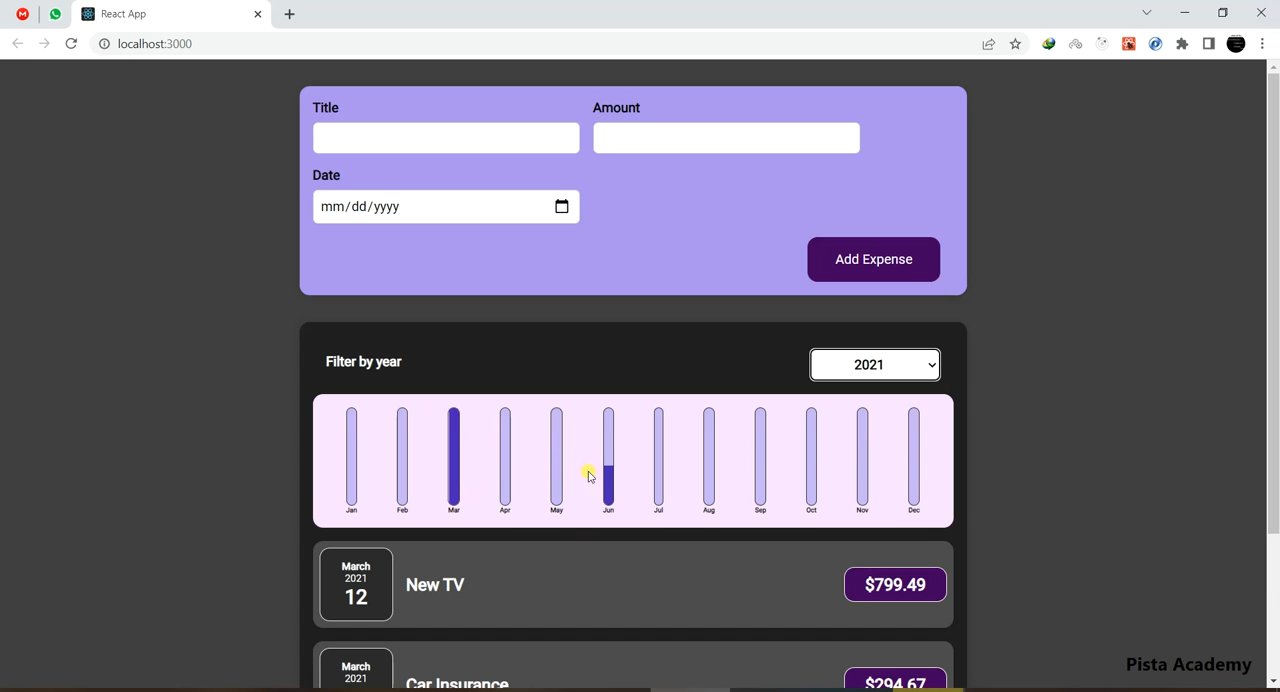 React App
localhost:3000
Title
Amount
Date
mm/dd/yyyy
Add Expense
Filter by year
2021
Jan Feb Mar Apr May Jun Jul Aug Sep Oct Nov Dec
March
2021
12
New TV
$799.49
March
2021
Car Insurance
$294.67
Pista Academy